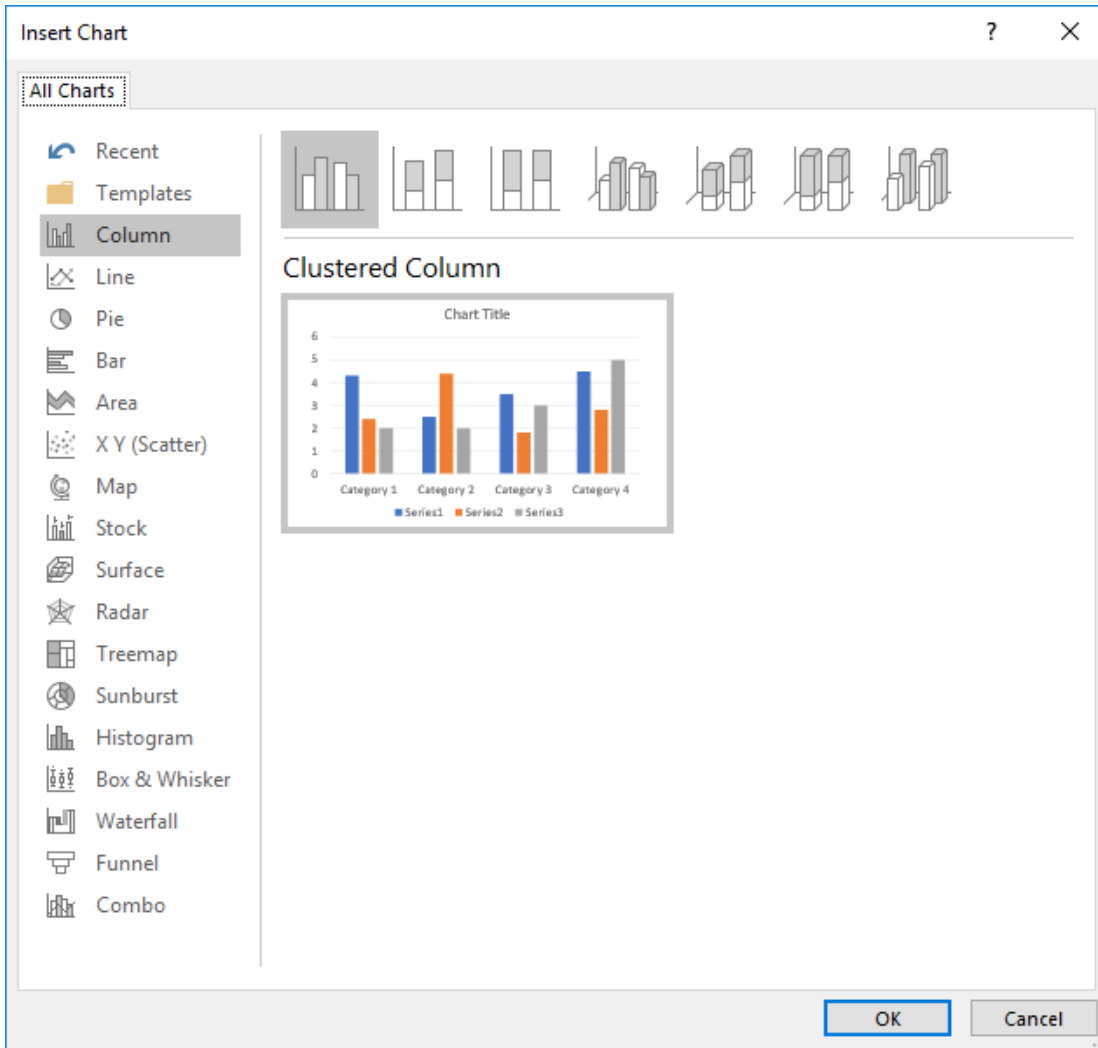 Insert Chart
?
All Charts
Recent
Templates
Column
Line
Pie
Bar
Area
X Y (Scatter)
Map
Stock
Surface
Radar
Treemap
Sunburst
Histogram
Box & Whisker
Waterfall
Funnel
Combo
Clustered Column
Chart Title
6
5
4
3
2
1
0
Category 1 Category 2 Category 3 Category 4
Series1 Series2 Series3
OK Cancel